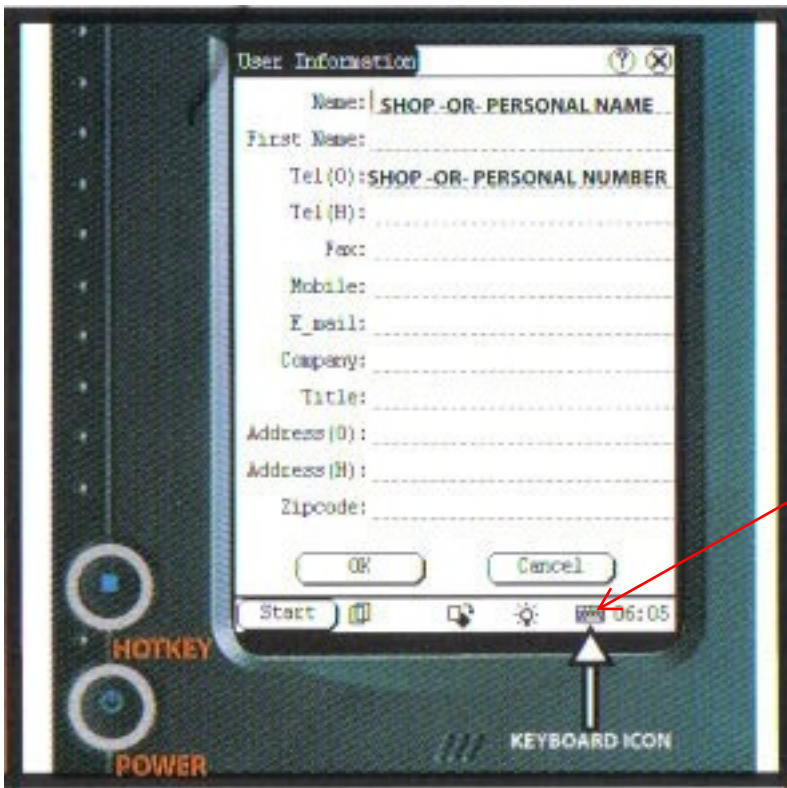 User Information
Name: SHOP -OR- PERSONAL NAME
First Name:
Tel(O): SHOP -OR- PERSONAL NUMBER
Tel(H):
Fax:
Mobile:
E_mail:
Company:
Title:
Address(O):
Address(H):
Zipcode:
OK Cancel
Start 06:05
HOTKEY
KEYBOARD ICON
POWER